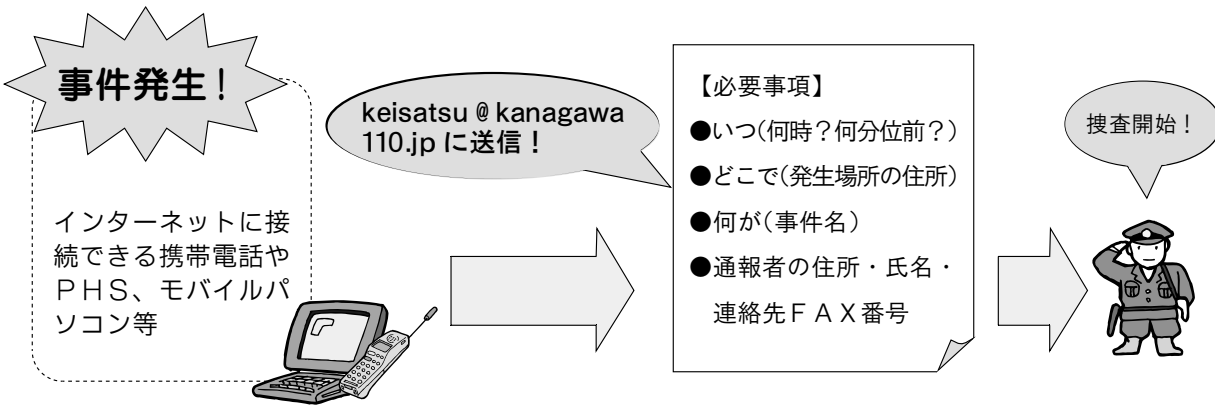 事件発生!
インターネットに接
続できる携帯電話や
PHS、モバイルパ
ソコン等
keisatsu@kanagawa
110.jpに送信!
【必要事項】
●いつ(何時?何分位前?)
●どこで(発生場所の住所)
●何が(事件名)
●通報者の住所・氏名・
連絡先FAX番号
捜査開始!